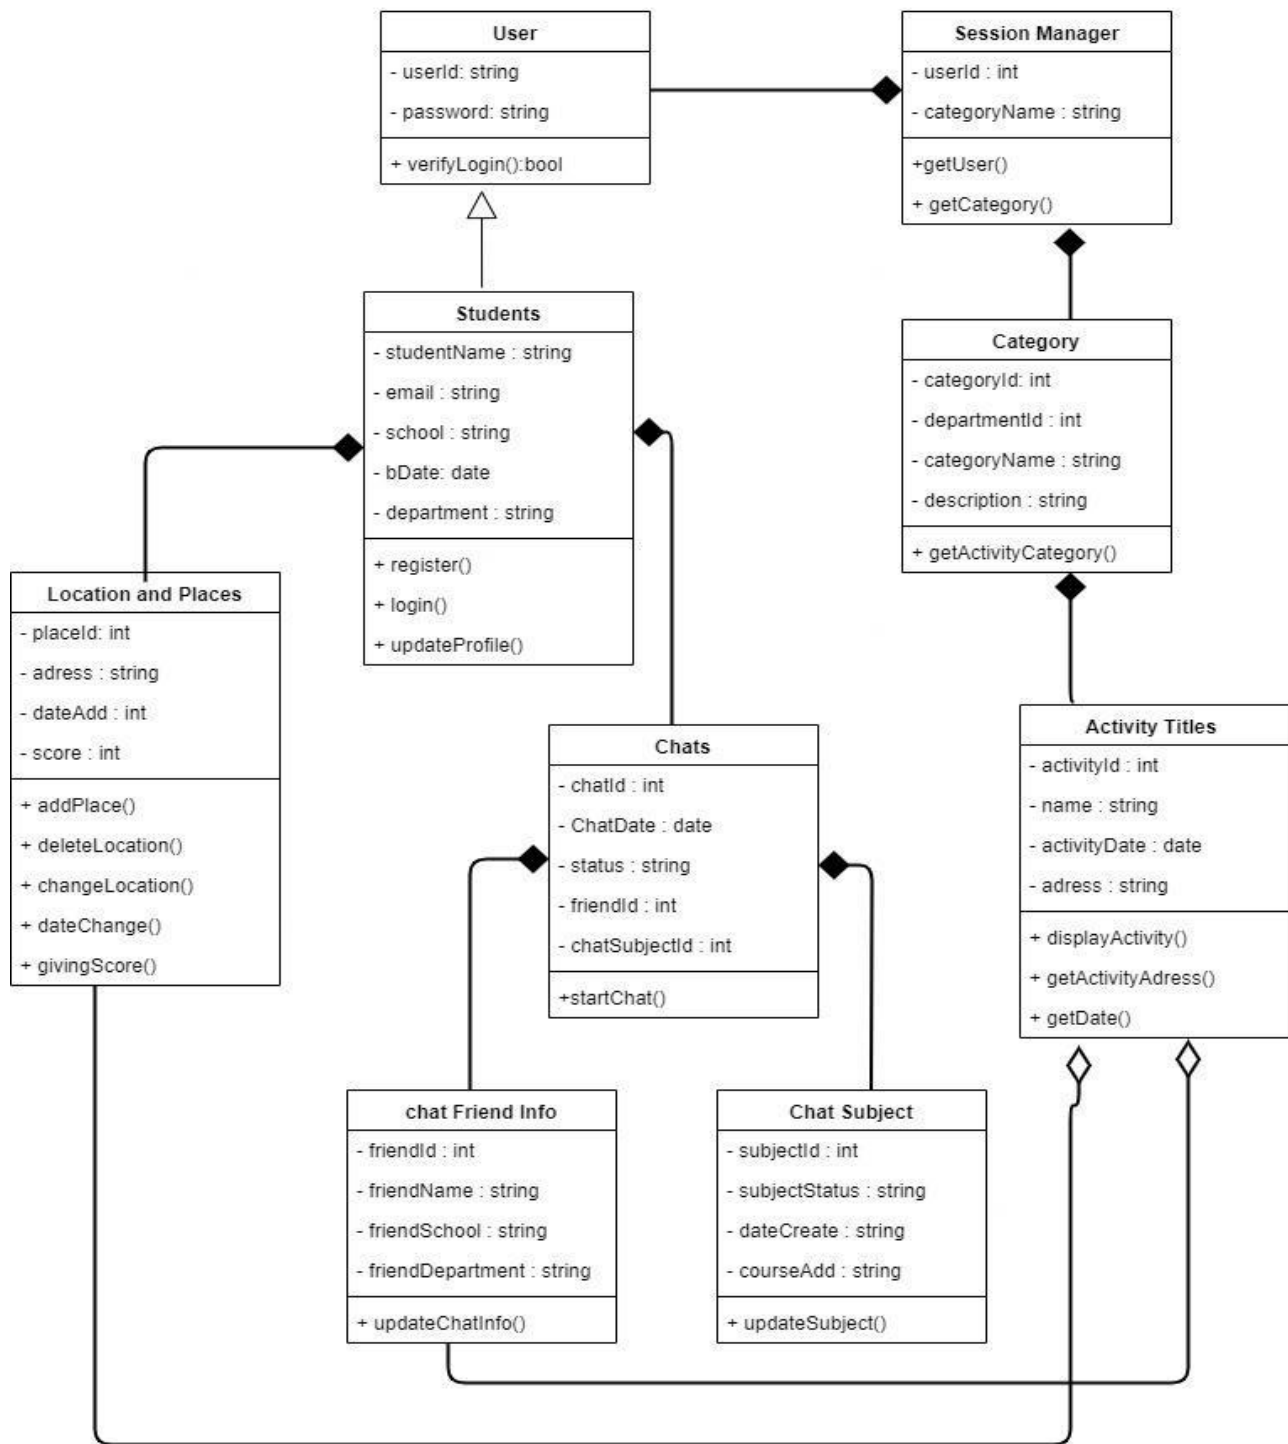 User
- userId: string
- password: string
+ verifyLogin():bool
Session Manager
- userId : int
- categoryName : string
+getUser()
+ getCategory()
Students
- studentName : string
- email : string
- school : string
- bDate: date
- department : string
+ register()
+ login()
+ updateProfile()
Category
- categoryId: int
- departmentId : int
- categoryName : string
- description : string
+ getActivityCategory()
Location and Places
- placeId: int
- adress : string
- dateAdd : int
- score : int
+ addPlace()
+ deleteLocation()
+ changeLocation()
+ dateChange()
+ givingScore()
Chats
- chatId : int
- ChatDate : date
- status : string
- friendId : int
- chatSubjectId : int
+startChat()
Activity Titles
- activityId : int
- name : string
- activityDate : date
- adress : string
+ displayActivity()
+ getActivityAdress()
+ getDate()
chat Friend Info
- friendId : int
- friendName : string
- friendSchool : string
- friendDepartment : string
+ updateChatInfo()
Chat Subject
- subjectId : int
- subjectStatus : string
- dateCreate : string
- courseAdd : string
+ updateSubject()